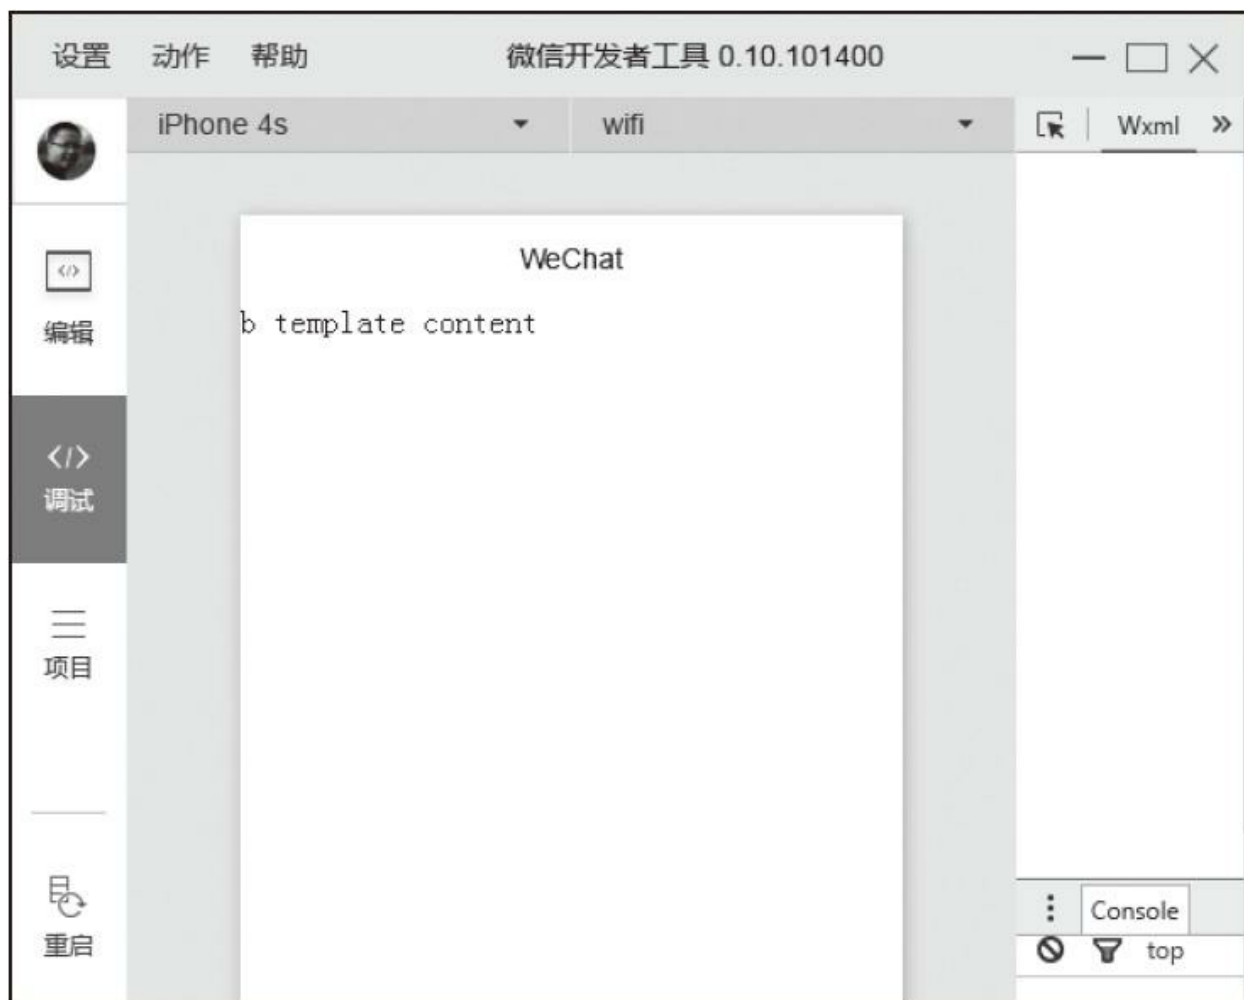 设置 动作 帮助 微信开发者工具 0.10.101400
iPhone 4s wifi Wxml »
WeChat
b template content
</>
编辑
</>
调试
项目
重启
Console
top